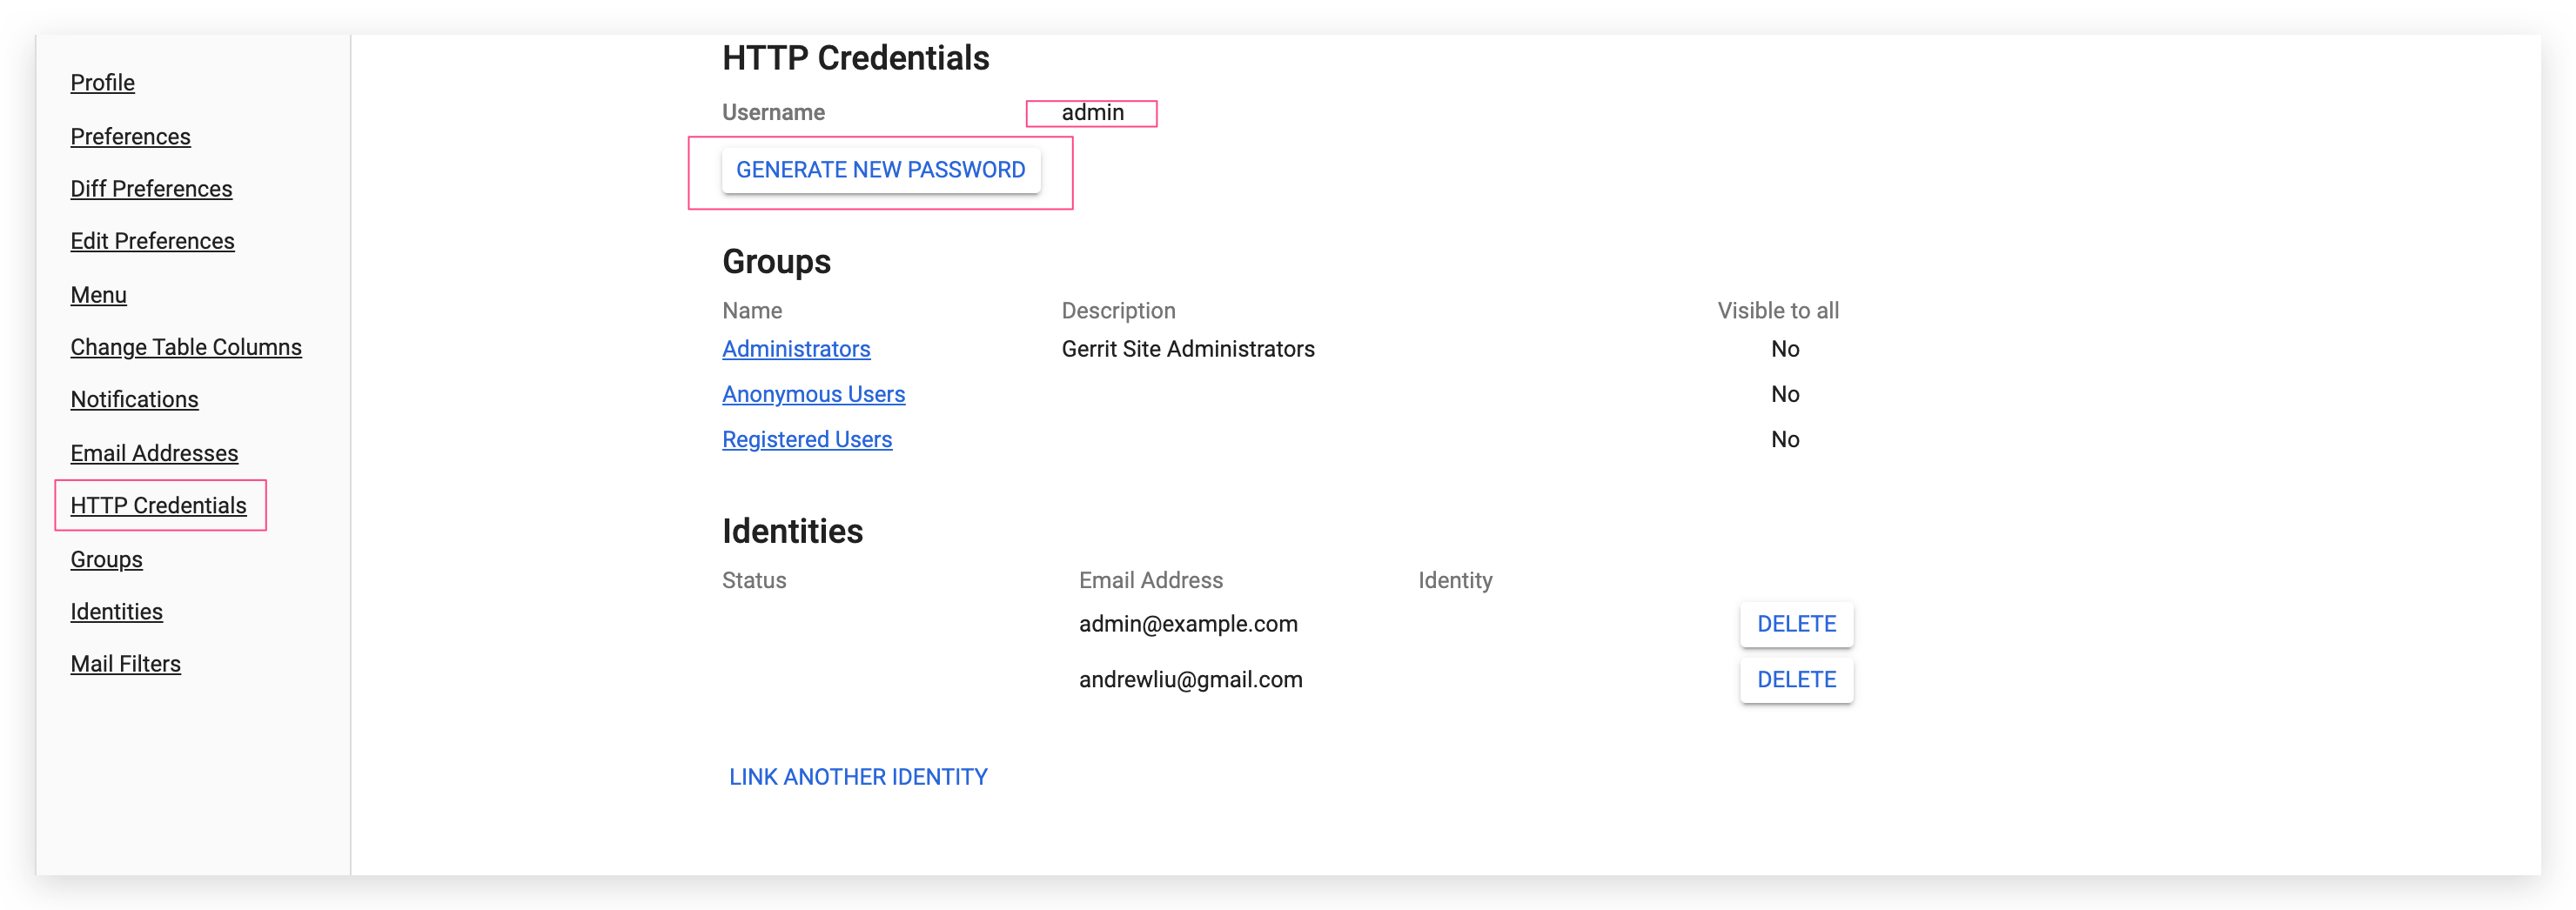 Profile
Preferences
Diff Preferences
Edit Preferences
Menu
Change Table Columns
Notifications
Email Addresses
HTTP Credentials
Groups
Identities
Mail Filters
HTTP Credentials
Username admin
GENERATE NEW PASSWORD
Groups
Name Description Visible to all
Administrators Gerrit Site Administrators No
Anonymous Users No
Registered Users No
Identities
Status Email Address Identity
admin@example.com DELETE
andrewliu@gmail.com DELETE
LINK ANOTHER IDENTITY